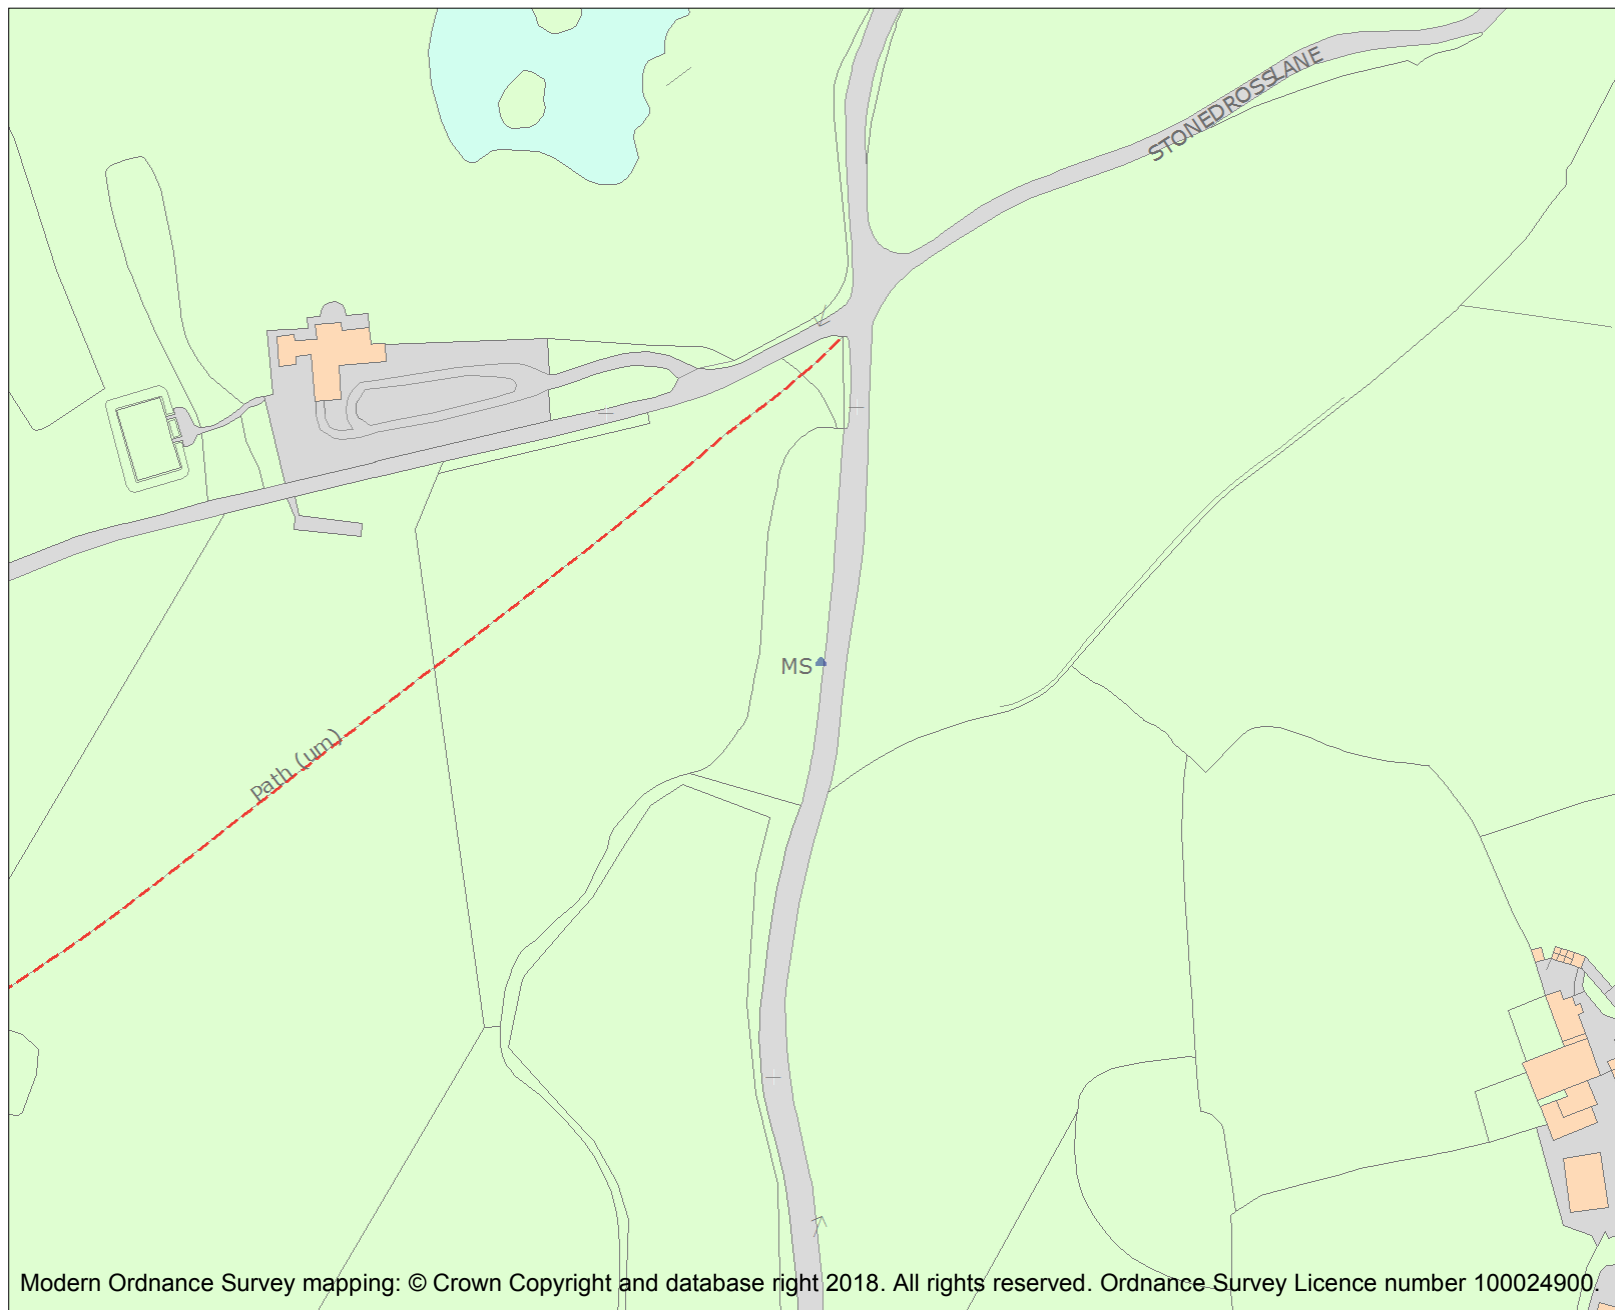 STONEDROSSLANE
MS
Path (um)
Modern Ordnance Survey mapping: © Crown Copyright and database right 2018. All rights reserved. Ordnance Survey Licence number 100024900.